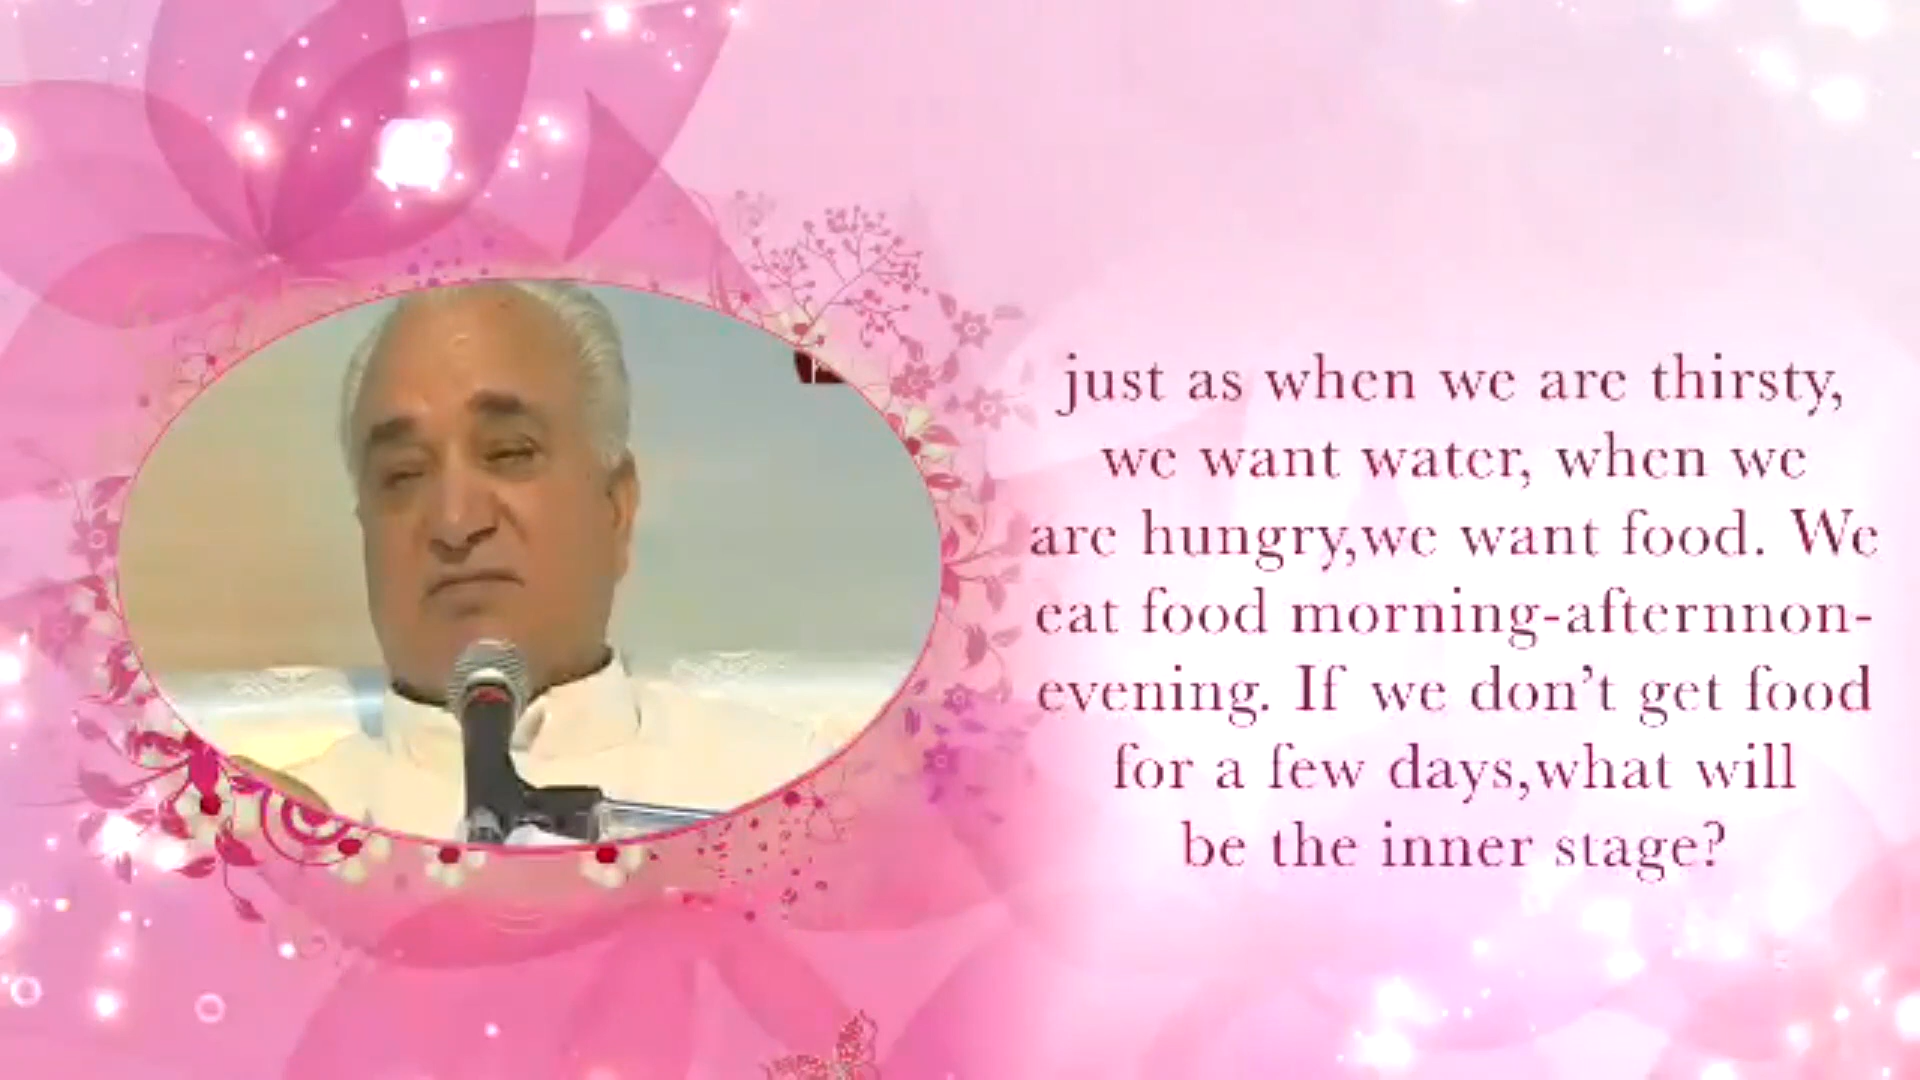 just as when we are thirsty,
we want water, when we
are hungry,we want food. We
eat food morning-afternnon-
evening. If we don't get food
for a few days,what will
be the inner stage?